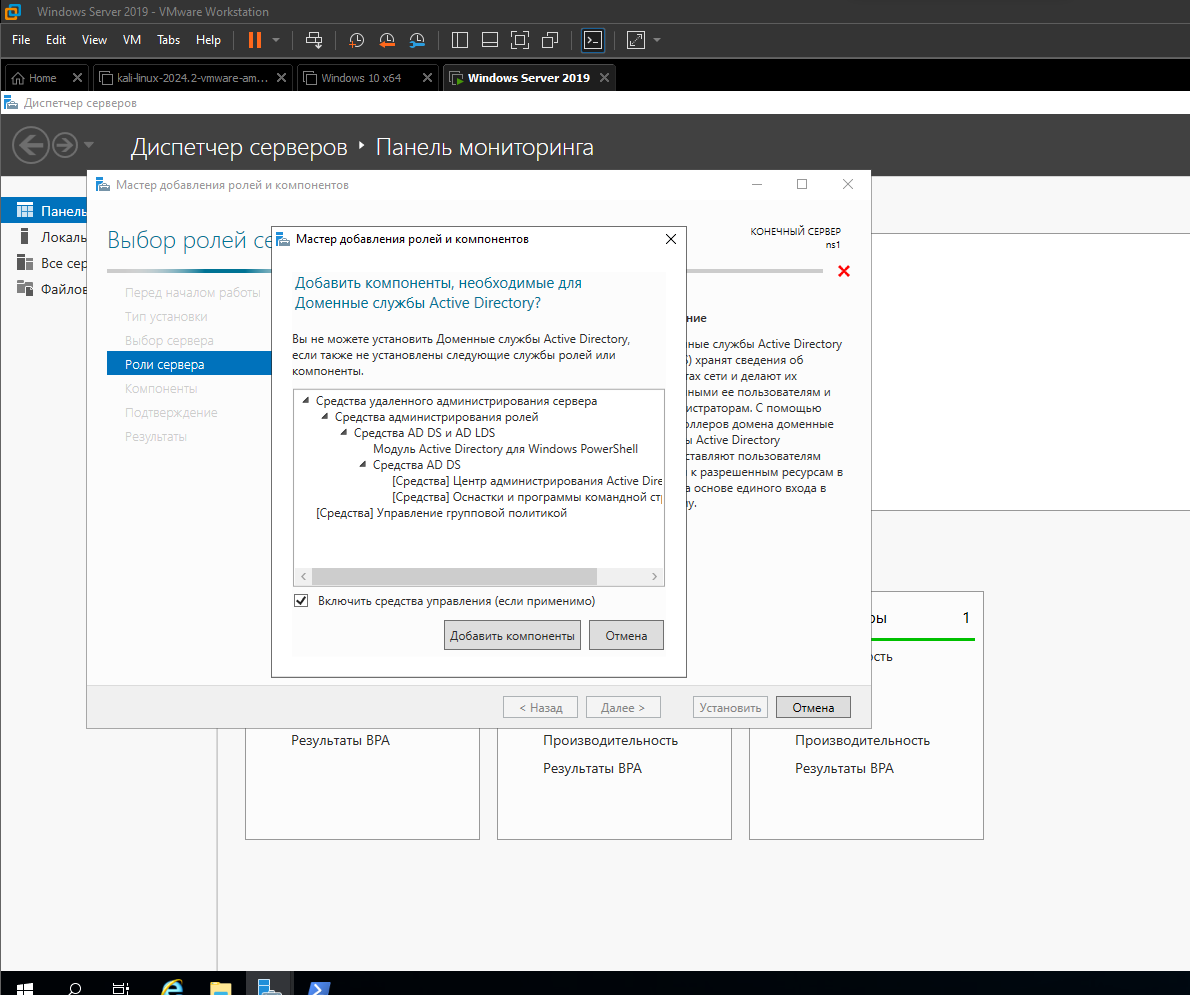 Windows Server 2019 - VMware Workstation
File Edit View VM Tabs Help
Home
kali-linux-2024.2-vmware-am...
Windows 10 x64
Windows Server 2019
Диспетчер серверов
Диспетчер серверов
Панель мониторинга
Панель
Локаль
Все сер
Файлов
Мастер добавления ролей и компонентов
Выбор ролей се
КОНЕЧНЫЙ СЕРВЕР
ns1
Перед началом работы
Тип установки
Выбор сервера
Роли сервера
Компоненты
Подтверждение
Результаты
Мастер добавления ролей и компонентов
Добавить компоненты, необходимые для
Доменные службы Active Directory?
Вы не можете установить Доменные службы Active Directory,
если также не установлены следующие службы ролей или
компоненты.
Средства удаленного администрирования сервера
Средства администрирования ролей
Средства AD DS и AD LDS
Модуль Active Directory для Windows PowerShell
Средства AD DS
[Средства] Центр администрирования Active Dire
[Средства] Оснастки и программы командной ст
[Средства] Управление групповой политикой
Включить средства управления (если применимо)
Добавить компоненты
Отмена
ние
ные службы Active Directory
) хранят сведения об
тах сети и делают их
ными ее пользователям и
истраторам. С помощью
оллеров домена доменные
ы Active Directory
ставляют пользователям
к разрешенным ресурсам в
а основе единого входа в
у.
< Назад
Далее >
Установить
Отмена
ры 1
ость
Результаты BPA
Производительность
Результаты BPA
Производительность
Результаты BPA